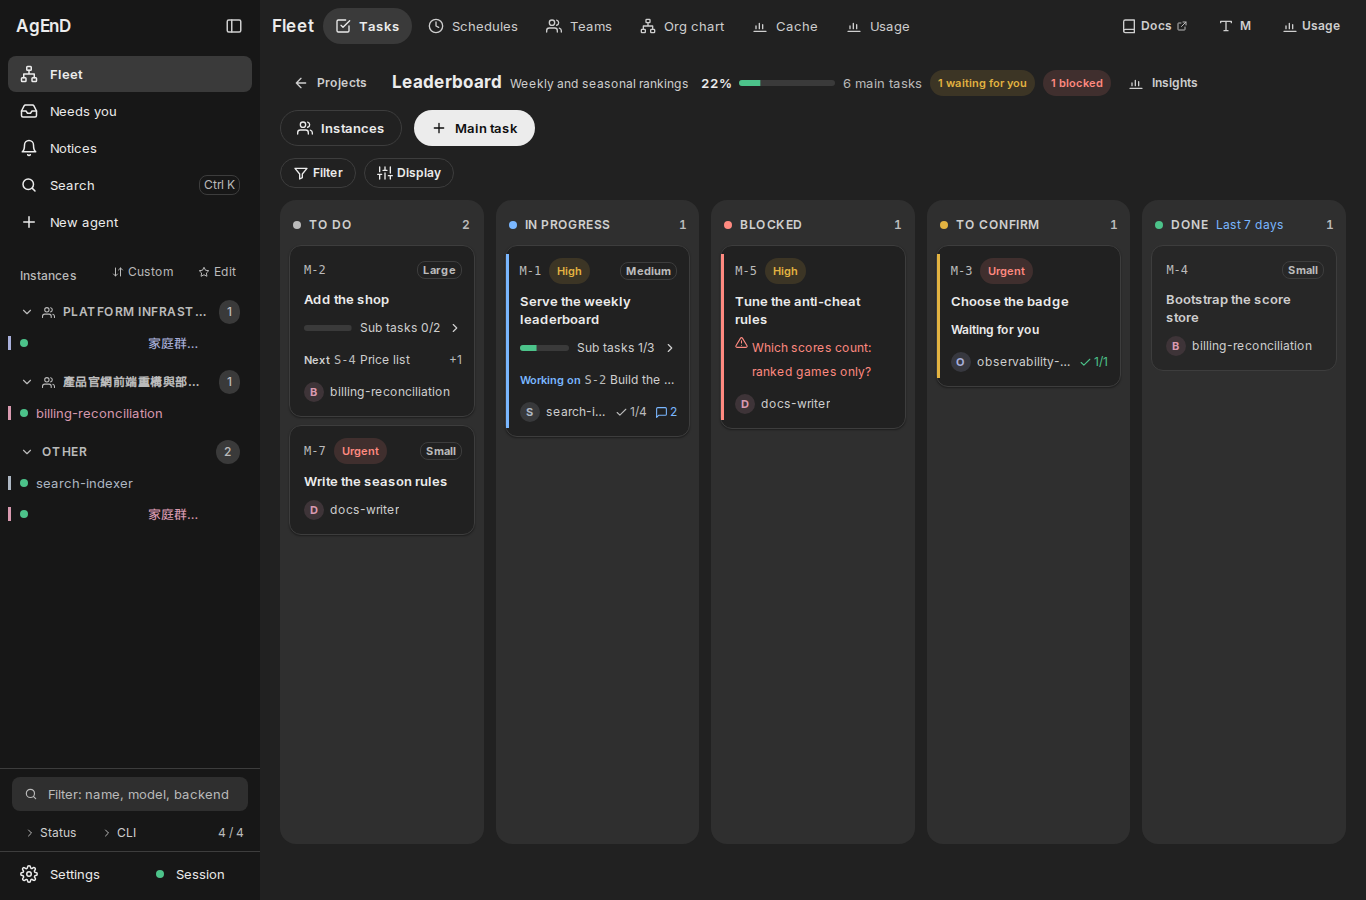 AgEnD
Fleet
Needs you
Notices
Search Ctrl K
New agent
Instances Custom Edit
PLATFORM INFRAST... 1
家庭群...
產品官網前端重構與部... 1
billing-reconciliation
OTHER 2
search-indexer
家庭群...
Filter: name, model, backend
Status CLI 4 / 4
Settings Session
Fleet Tasks Schedules Teams Org chart Cache Usage Docs M Usage
Projects Leaderboard Weekly and seasonal rankings 22% 6 main tasks 1 waiting for you 1 blocked Insights
Instances Main task
Filter Display
TO DO 2
M-2 Large
Add the shop
Sub tasks 0/2
Next S-4 Price list +1
B billing-reconciliation
M-7 Urgent Small
Write the season rules
D docs-writer
IN PROGRESS 1
M-1 High Medium
Serve the weekly
leaderboard
Sub tasks 1/3
Working on S-2 Build the ...
S search-i... 1/4 2
BLOCKED 1
M-5 High
Tune the anti-cheat
rules
Which scores count:
ranked games only?
D docs-writer
TO CONFIRM 1
M-3 Urgent
Choose the badge
Waiting for you
O observability-... 1/1
DONE Last 7 days 1
M-4 Small
Bootstrap the score
store
B billing-reconciliation